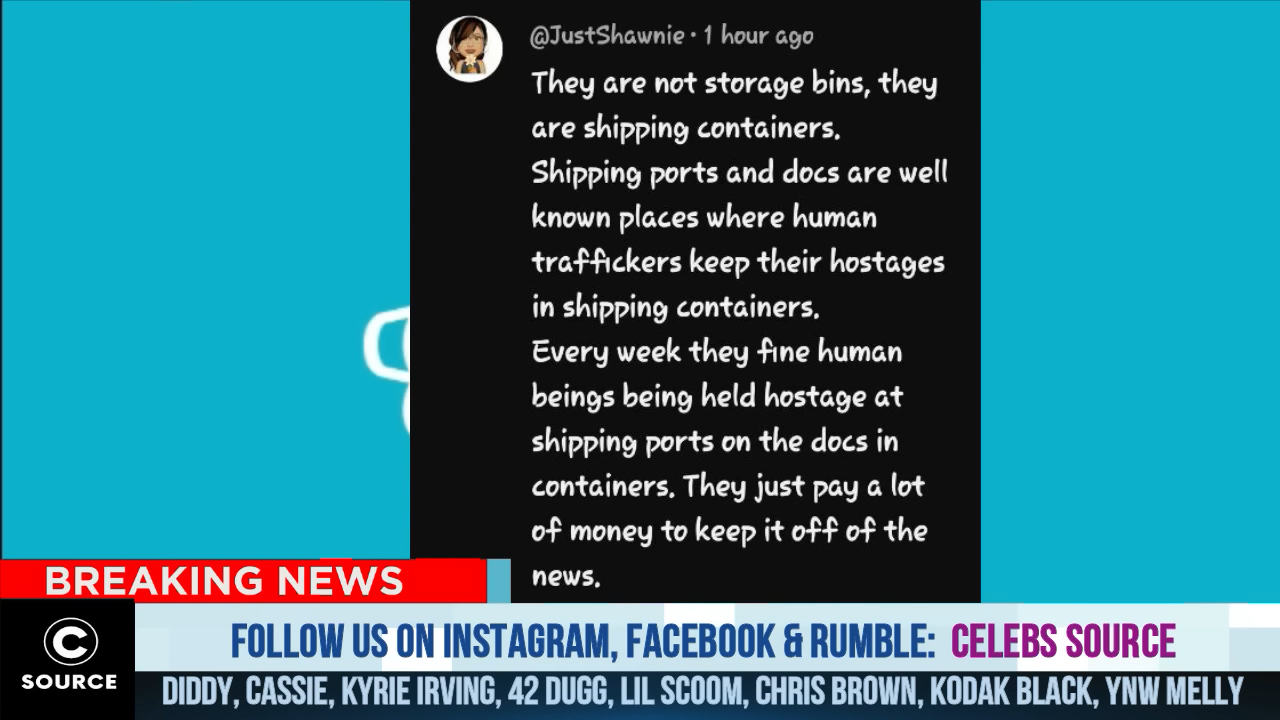 @JustShawnie • 1 hour ago
They are not storage bins, they
are shipping containers.
Shipping ports and docs are well
known places where human
traffickers keep their hostages
in shipping containers.
Every week they fine human
beings being held hostage at
shipping ports on the docs in
containers. They just pay a lot
of money to keep it off of the
news.
BREAKING NEWS
C
SOURCE
FOLLOW US ON INSTAGRAM, FACEBOOK & RUMBLE: CELEBS SOURCE
DIDDY, CASSIE, KYRIE IRVING, 42 DUGG, LIL SCOOM, CHRIS BROWN, KODAK BLACK, YNW MELLY